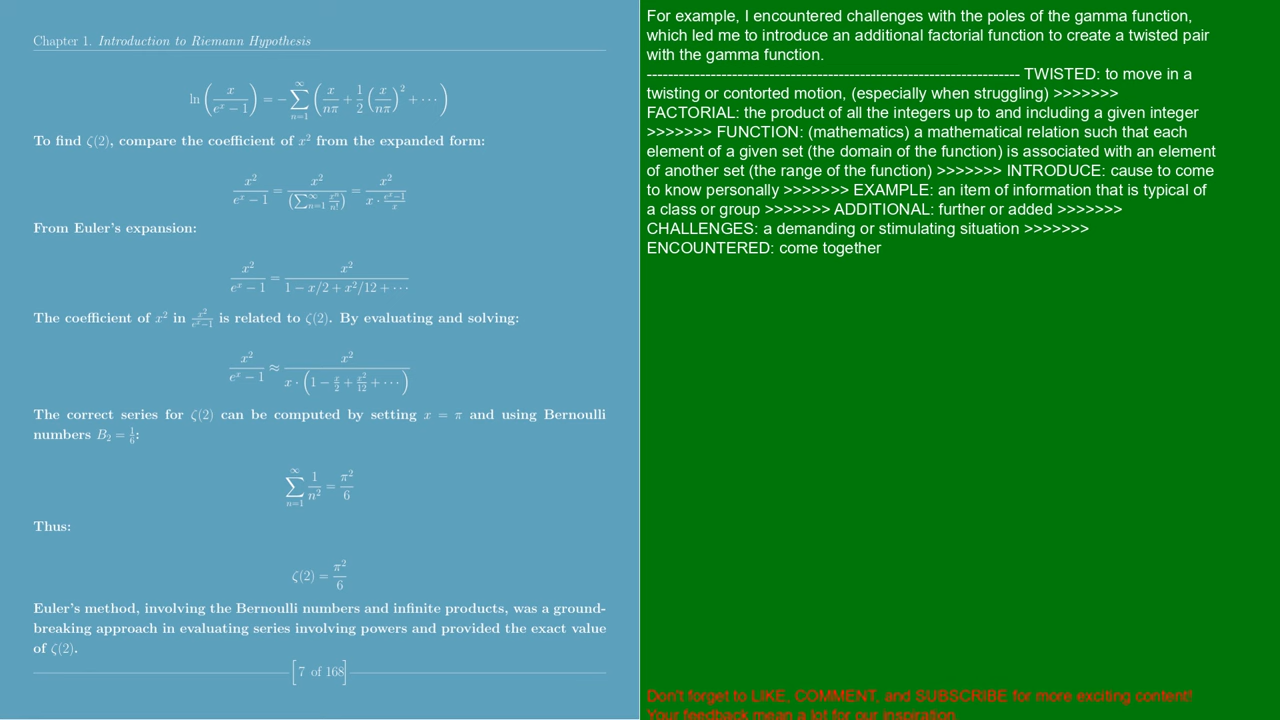 Chapter 1. Introduction to Riemann Hypothesis
ln(x/(e^x − 1)) = −∑_{n=1}^{∞} (x/(nπ) + 1/2 (x/(nπ))^2 + ···)
To find ζ(2), compare the coefficient of x^2 from the expanded form:
x^2/(e^x − 1) = x^2/(∑_{n=1}^{∞} x^n/n!) = x^2/(x · (e^x−1)/x)
From Euler's expansion:
x^2/(e^x − 1) = x^2/(1 − x/2 + x^2/12 + ···)
The coefficient of x^2 in x^2/(e^x−1) is related to ζ(2). By evaluating and solving:
x^2/(e^x − 1) ≈ x^2/(x · (1 − x/2 + x^2/12 + ···))
The correct series for ζ(2) can be computed by setting x = π and using Bernoulli
numbers B_2 = 1/6:
∑_{n=1}^{∞} 1/n^2 = π^2/6
Thus:
ζ(2) = π^2/6
Euler's method, involving the Bernoulli numbers and infinite products, was a ground-
breaking approach in evaluating series involving powers and provided the exact value
of ζ(2).
[7 of 168]
For example, I encountered challenges with the poles of the gamma function,
which led me to introduce an additional factorial function to create a twisted pair
with the gamma function.
---------------------------------------------------------------------- TWISTED: to move in a
twisting or contorted motion, (especially when struggling) >>>>>>>
FACTORIAL: the product of all the integers up to and including a given integer
>>>>>>> FUNCTION: (mathematics) a mathematical relation such that each
element of a given set (the domain of the function) is associated with an element
of another set (the range of the function) >>>>>>> INTRODUCE: cause to come
to know personally >>>>>>> EXAMPLE: an item of information that is typical of
a class or group >>>>>>> ADDITIONAL: further or added >>>>>>>
CHALLENGES: a demanding or stimulating situation >>>>>>>
ENCOUNTERED: come together
Don't forget to LIKE, COMMENT, and SUBSCRIBE for more exciting content!
Your feedback mean a lot for our inspiration.